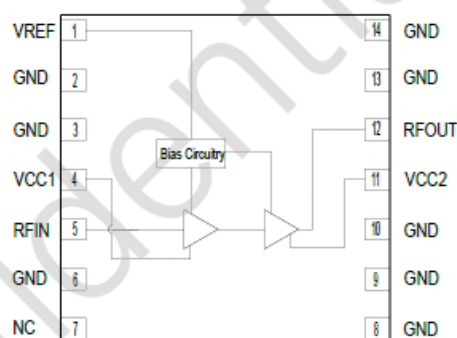 VREF 1 14 GND
GND 2 13 GND
GND 3 12 RFOUT
Bias Circuitry
VCC1 4 11 VCC2
RFIN 5 10 GND
GND 6 9 GND
NC 7 8 GND